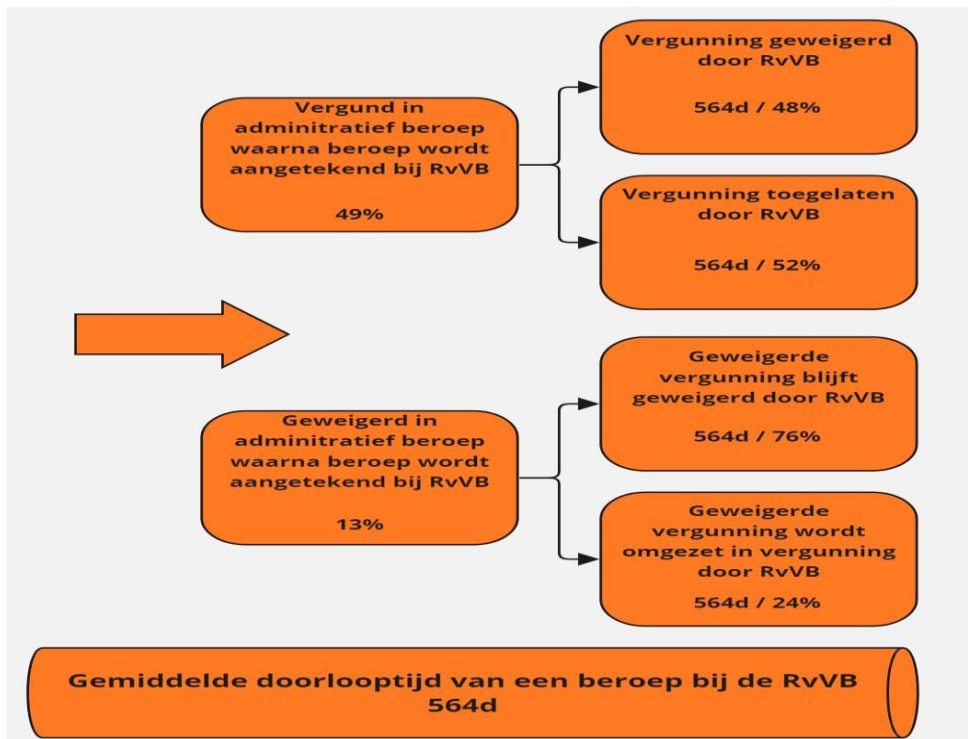 Vergund in
adminitratief beroep
waarna beroep wordt
aangetekend bij RvVB
49%
Vergunning geweigerd
door RvVB
564d / 48%
Vergunning toegelaten
door RvVB
564d / 52%
Geweigerd in
adminitratief beroep
waarna beroep wordt
aangetekend bij RvVB
13%
Geweigerde
vergunning blijft
geweigerd door RvVB
564d / 76%
Geweigerde
vergunning wordt
omgezet in vergunning
door RvVB
564d / 24%
Gemiddelde doorlooptijd van een beroep bij de RvVB
564d